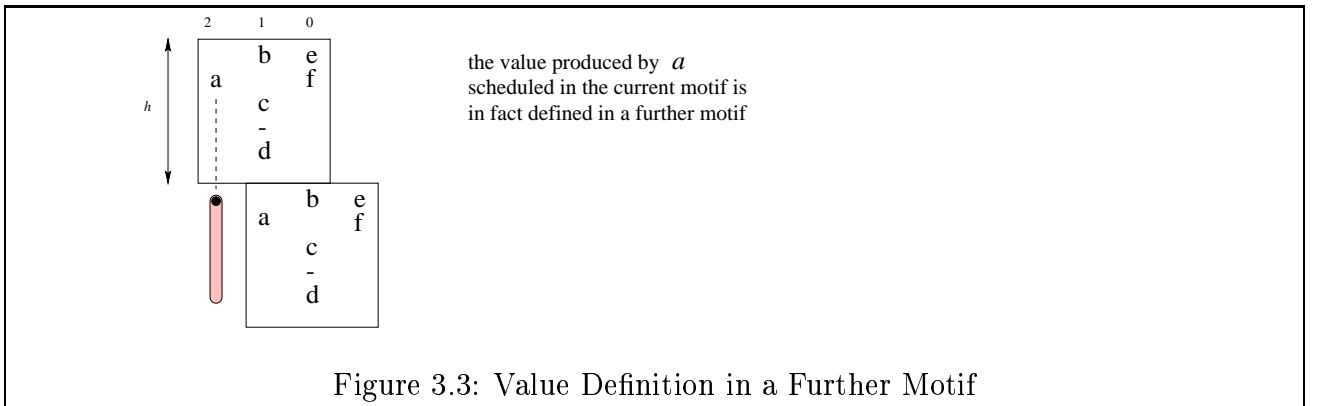 2 1 0
b e
a f
h
c
-
d
the value produced by a
scheduled in the current motif is
in fact defined in a further motif
b e
a f
c
-
d
Figure 3.3: Value Definition in a Further Motif